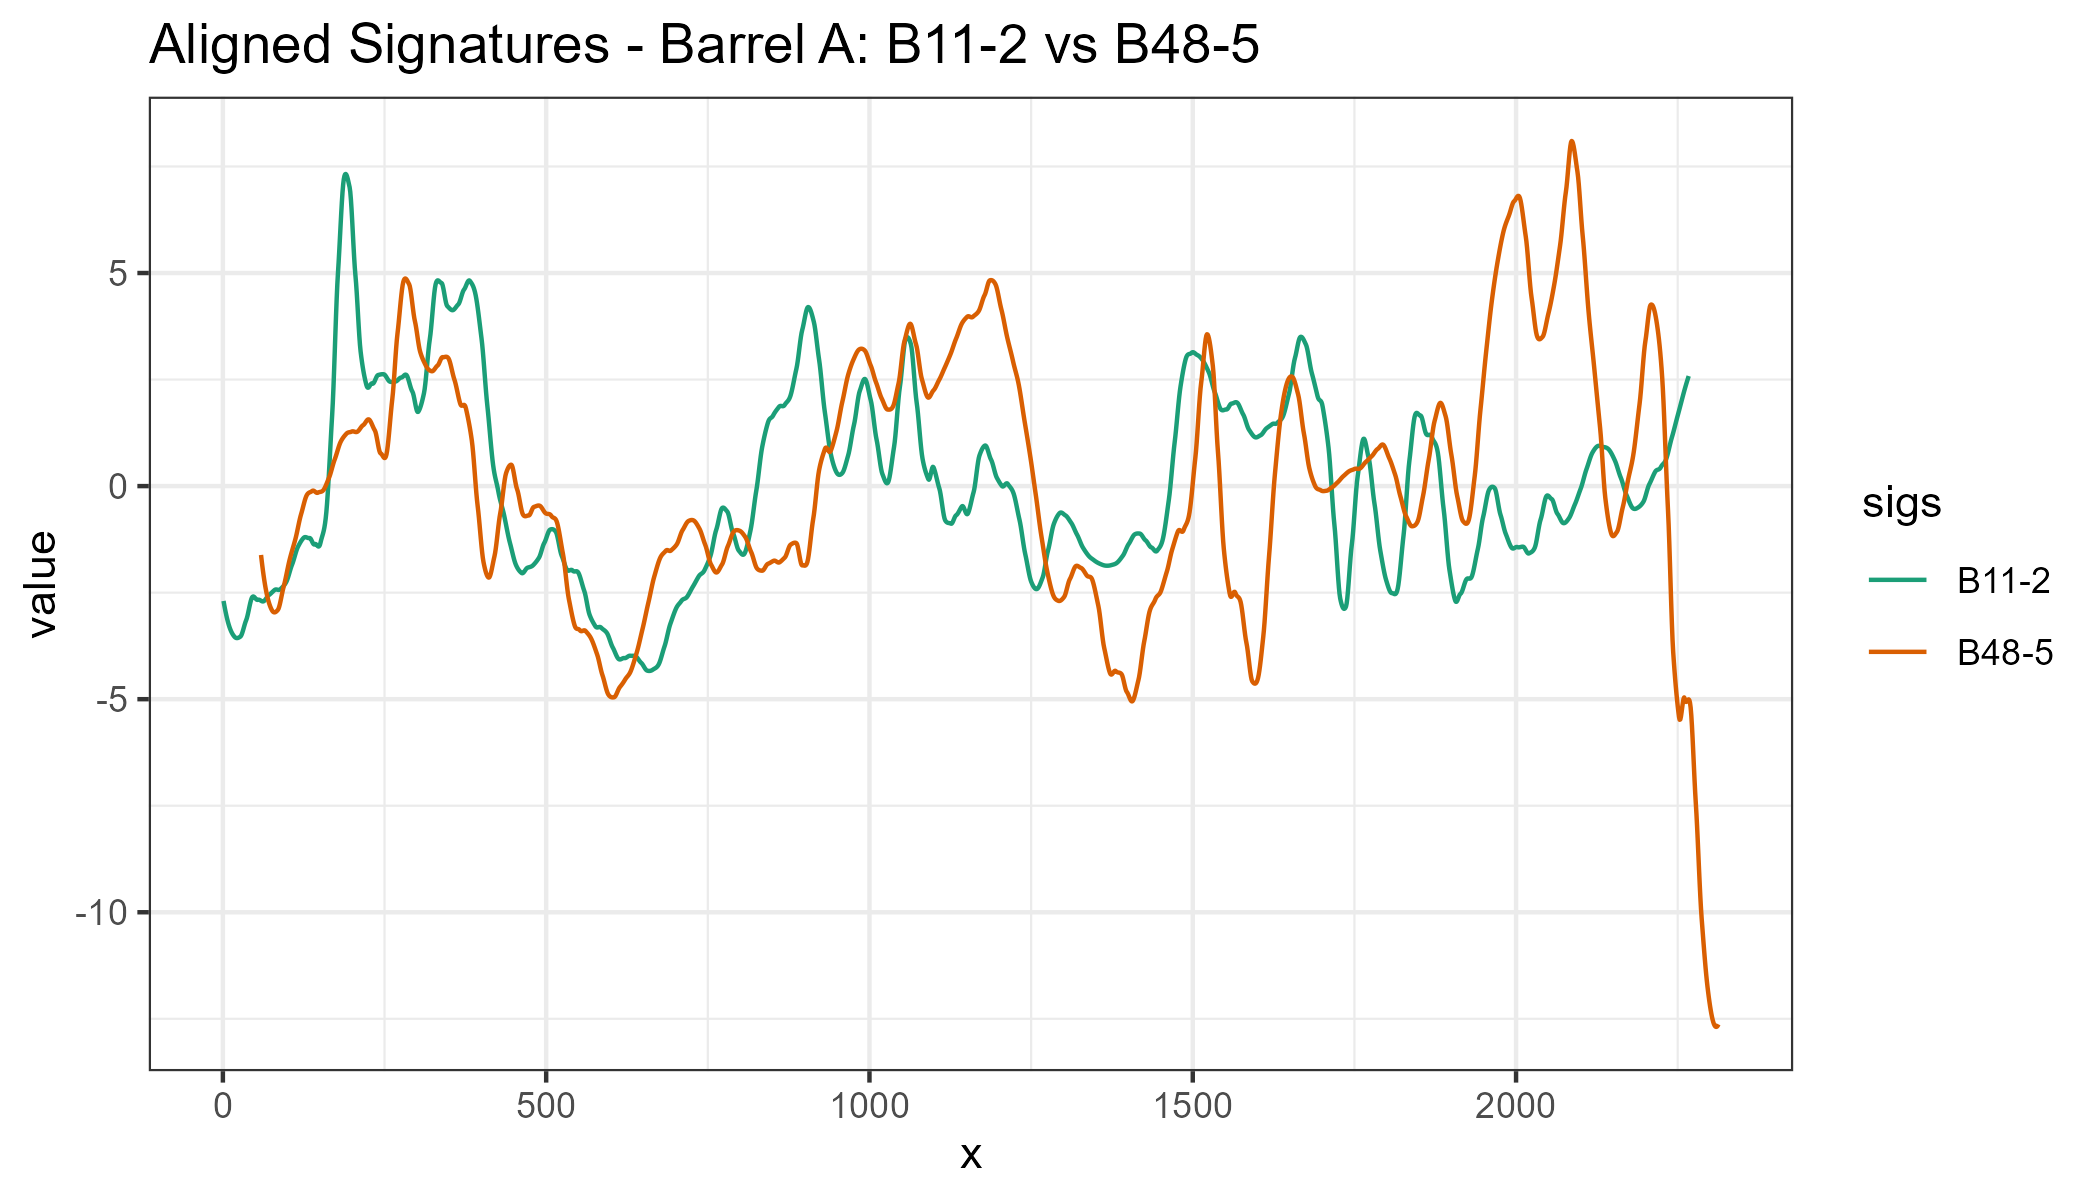 Aligned Signatures - Barrel A: B11-2 vs B48-5
5
0
-5
-10
value
0 500 1000 1500 2000
x
sigs
B11-2
B48-5